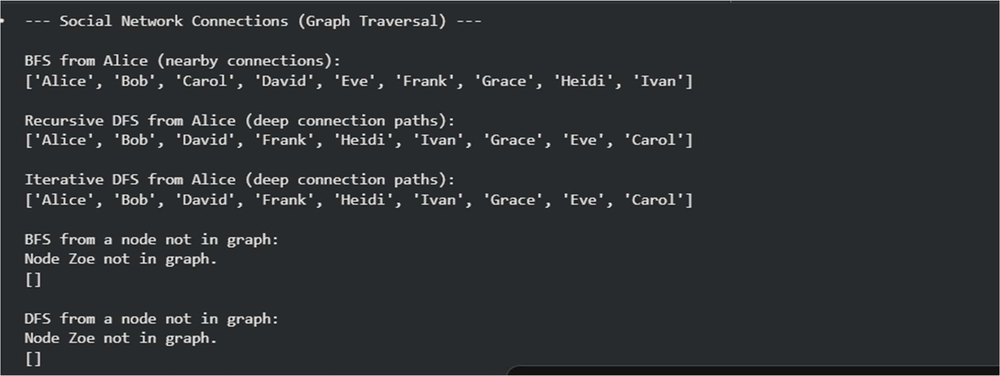 --- Social Network Connections (Graph Traversal) ---
BFS from Alice (nearby connections):
['Alice', 'Bob', 'Carol', 'David', 'Eve', 'Frank', 'Grace', 'Heidi', 'Ivan']
Recursive DFS from Alice (deep connection paths):
['Alice', 'Bob', 'David', 'Frank', 'Heidi', 'Ivan', 'Grace', 'Eve', 'Carol']
Iterative DFS from Alice (deep connection paths):
['Alice', 'Bob', 'David', 'Frank', 'Heidi', 'Ivan', 'Grace', 'Eve', 'Carol']
BFS from a node not in graph:
Node Zoe not in graph.
[]
DFS from a node not in graph:
Node Zoe not in graph.
[]